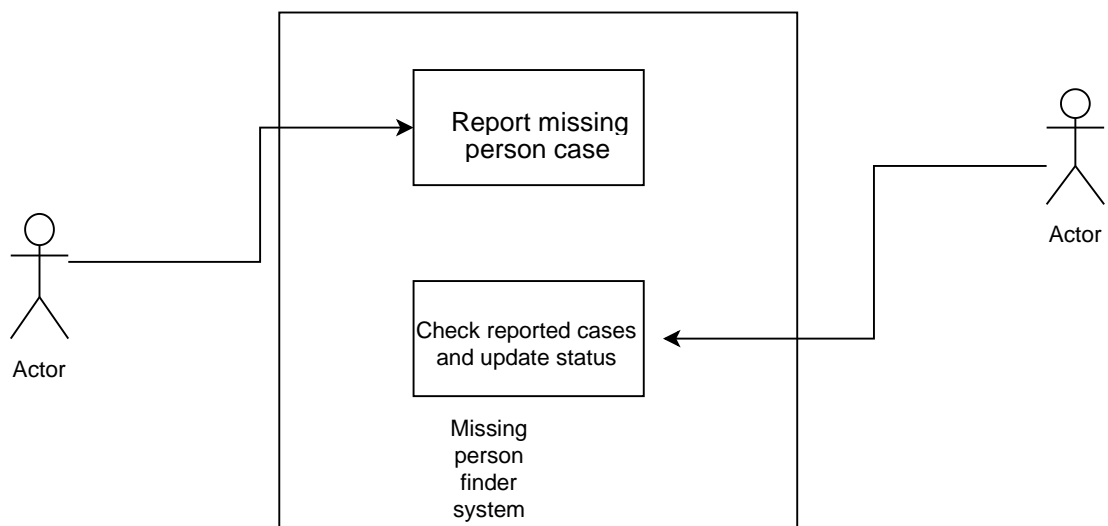 Report missing
person case
Actor
Check reported cases
and update status
Actor
Missing
person
finder
system